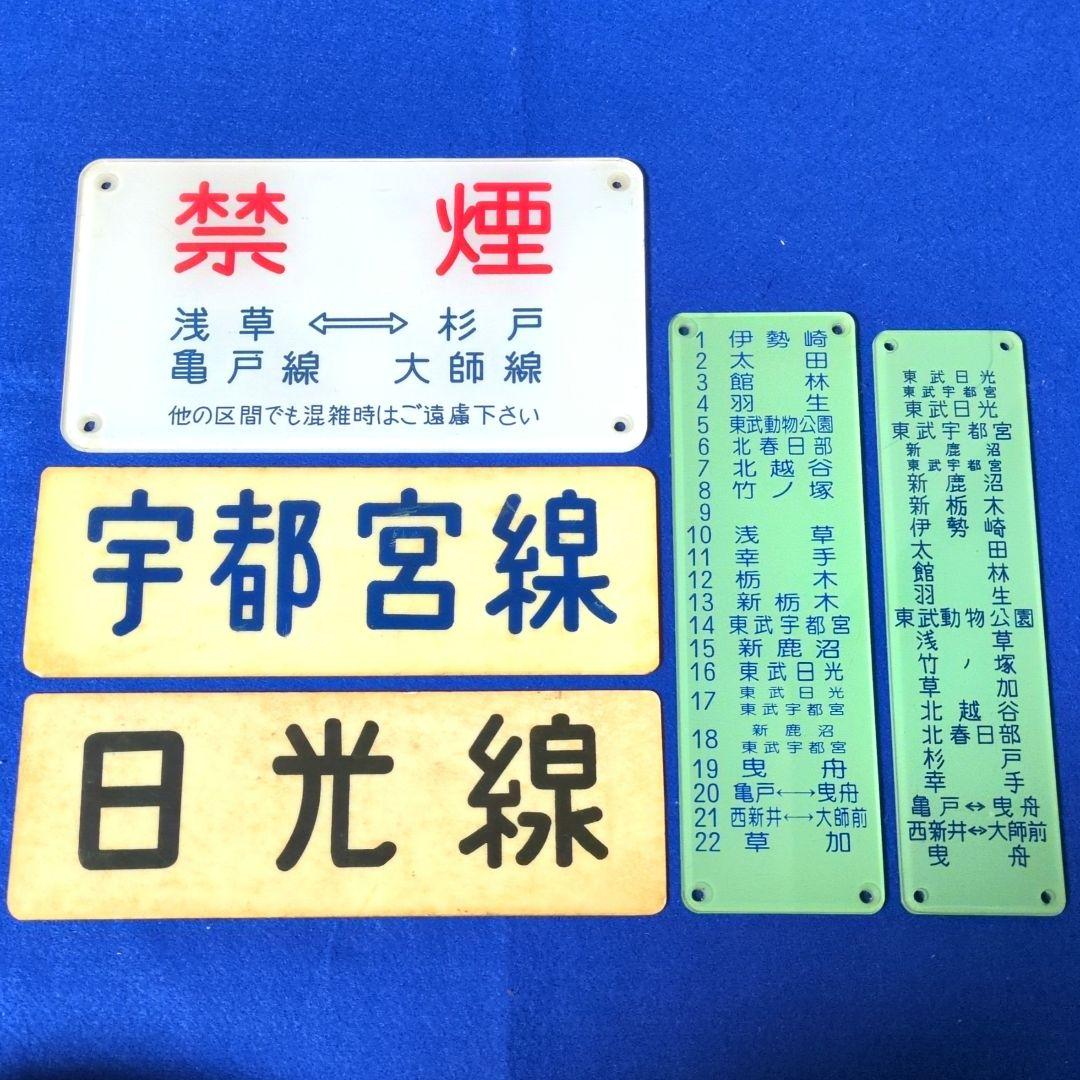 禁煙
浅草⇔杉戸
亀戸線 大師線
他の区間でも混雑時はご遠慮下さい
宇都宮線
日光線
1 伊勢崎
2 太田
3 館林
4 羽生
5 東武動物公園
6 北春日部
7 北越谷
8 竹ノ塚
9
10 浅草
11 幸手
12 栃木
13 新栃木
14 東武宇都宮
15 新鹿沼
16 東武日光
17 東武日光
東武宇都宮
18 新鹿沼
東武宇都宮
19 曳舟
20 亀戸←→曳舟
21 西新井←→大師前
22 草加
東武日光
東武宇都宮
東武日光
東武宇都宮
新鹿沼
東武宇都宮
新鹿沼
新栃木
伊勢崎
太田
館林
羽生
東武動物公園
浅草
竹ノ塚
草加
北越谷
北春日部
杉戸
幸手
亀戸⇔曳舟
西新井⇔大師前
曳舟